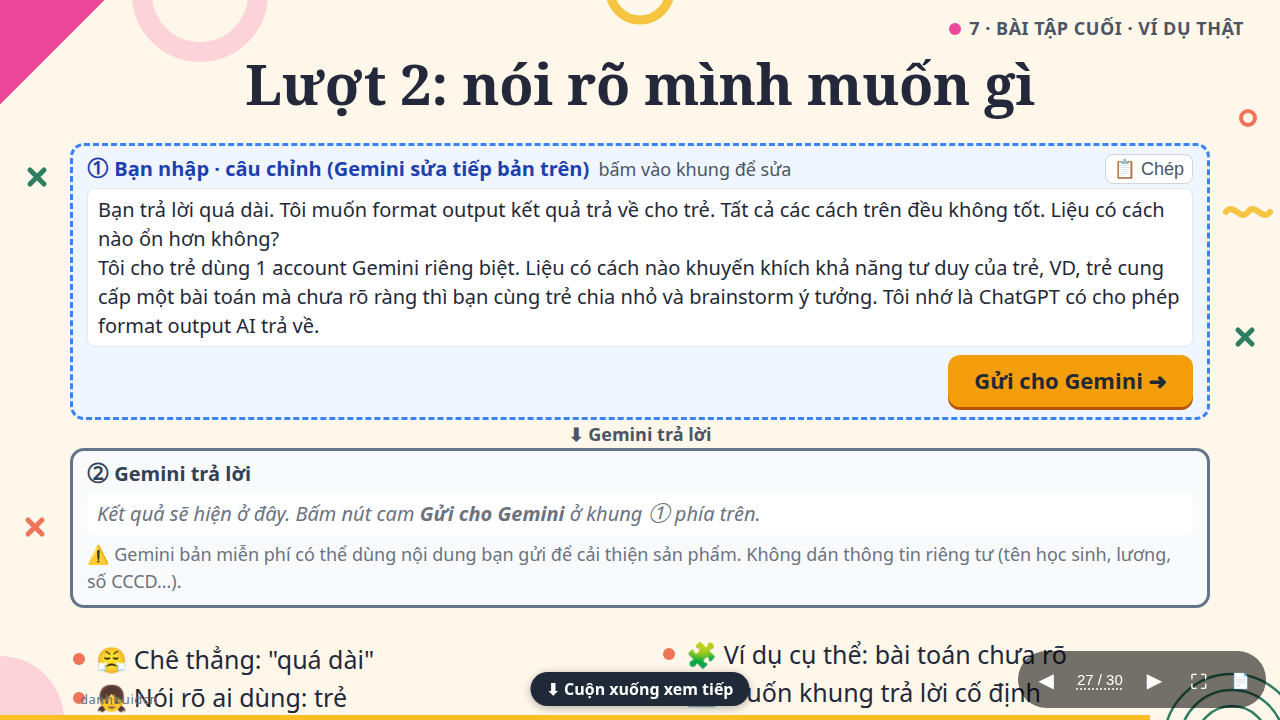 7 · BÀI TẬP CUỐI · VÍ DỤ THẬT
Lượt 2: nói rõ mình muốn gì
① Bạn nhập · câu chỉnh (Gemini sửa tiếp bản trên) bấm vào khung để sửa
📋 Chép
Bạn trả lời quá dài. Tôi muốn format output kết quả trả về cho trẻ. Tất cả các cách trên đều không tốt. Liệu có cách
nào ổn hơn không?
Tôi cho trẻ dùng 1 account Gemini riêng biệt. Liệu có cách nào khuyến khích khả năng tư duy của trẻ, VD, trẻ cung
cấp một bài toán mà chưa rõ ràng thì bạn cùng trẻ chia nhỏ và brainstorm ý tưởng. Tôi nhớ là ChatGPT có cho phép
format output AI trả về.
Gửi cho Gemini ➜
⬇ Gemini trả lời
② Gemini trả lời
Kết quả sẽ hiện ở đây. Bấm nút cam Gửi cho Gemini ở khung ① phía trên.
⚠️ Gemini bản miễn phí có thể dùng nội dung bạn gửi để cải thiện sản phẩm. Không dán thông tin riêng tư (tên học sinh, lương,
số CCCD...).
😤 Chê thẳng: "quá dài"
👧 Nói rõ ai dùng: trẻ
🧩 Ví dụ cụ thể: bài toán chưa rõ
khung trả lời cố định
⬇ Cuộn xuống xem tiếp
27 / 30